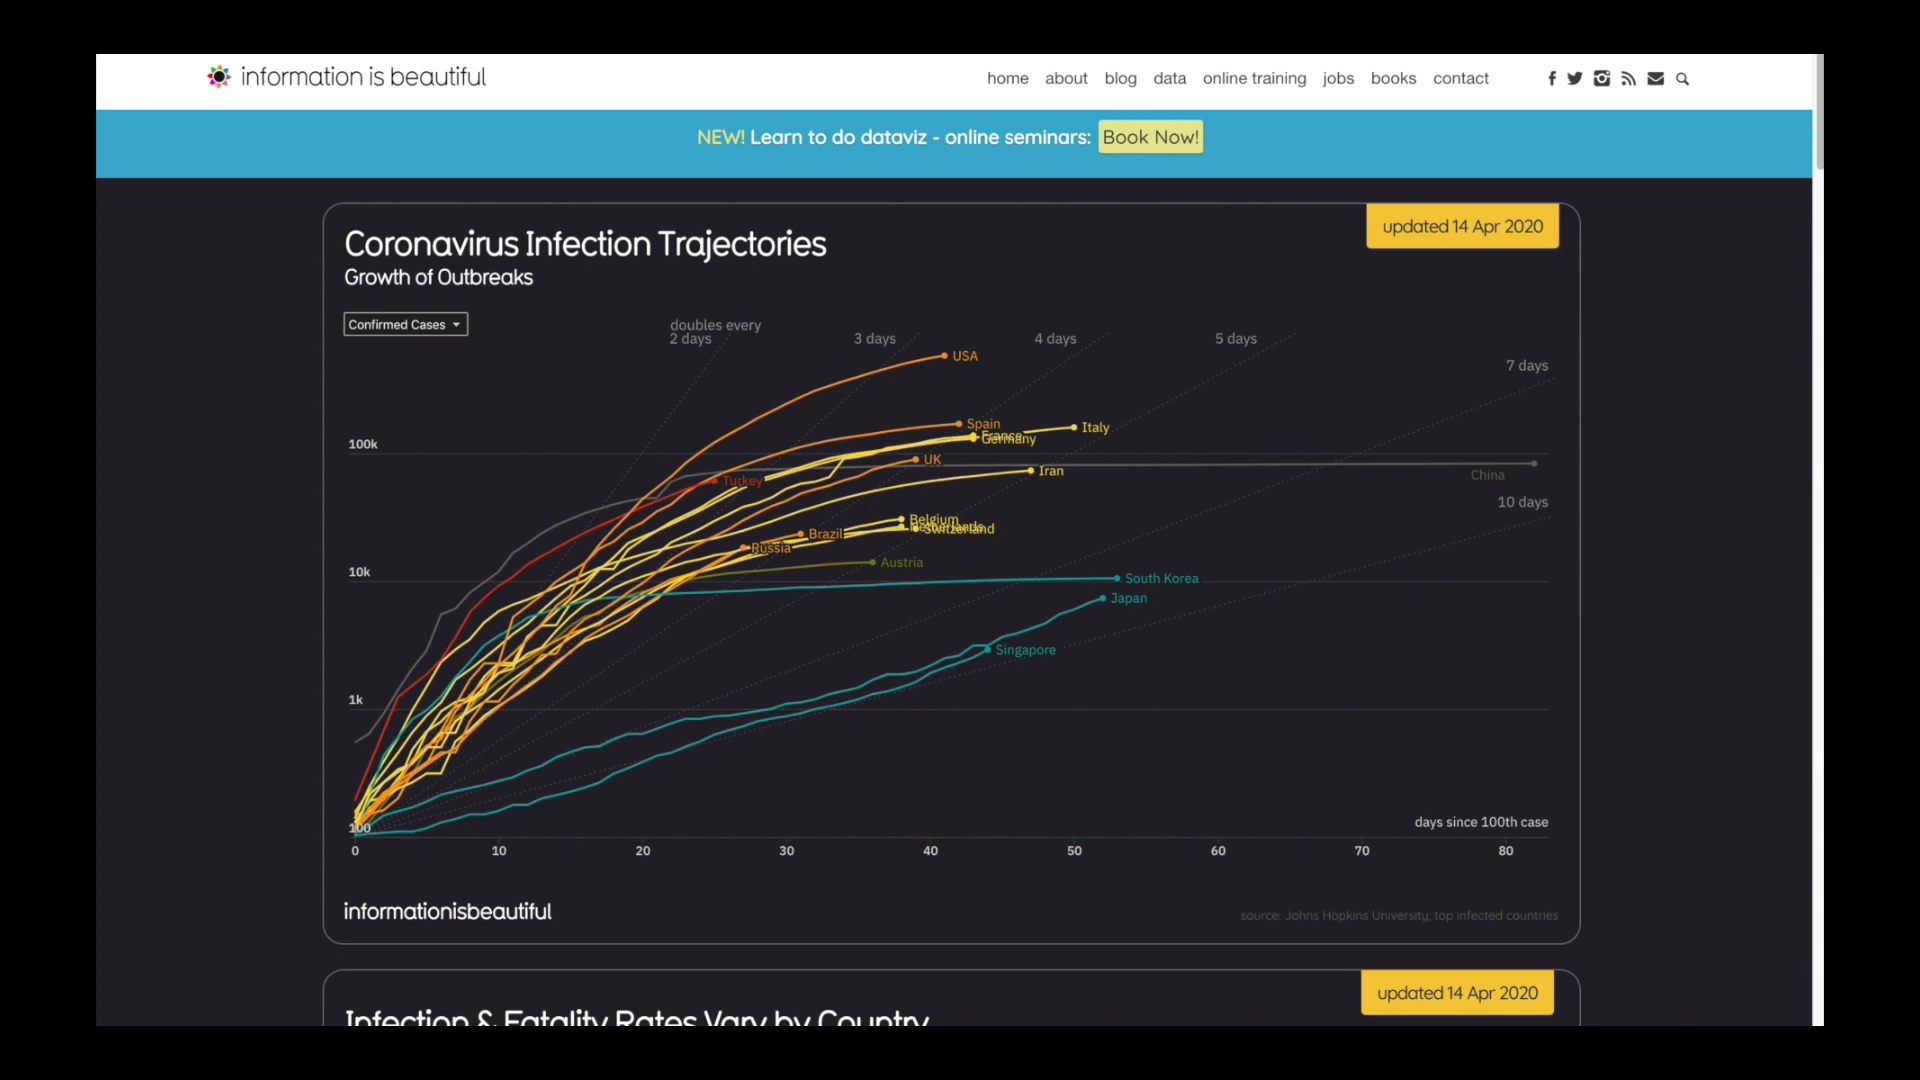 information is beautiful
home about blog data online training jobs books contact
NEW! Learn to do dataviz - online seminars: Book Now!
updated 14 Apr 2020
Coronavirus Infection Trajectories
Growth of Outbreaks
Confirmed Cases
doubles every
2 days
3 days
4 days
5 days
7 days
10 days
USA
Spain
France
Germany
Italy
UK
Iran
China
Turkey
Belgium
Netherlands
Switzerland
Brazil
Russia
Austria
South Korea
Japan
Singapore
100k
10k
1k
100
days since 100th case
0 10 20 30 40 50 60 70 80
informationisbeautiful
source: Johns Hopkins University; top infected countries
updated 14 Apr 2020
Infection & Fatality Rates Vary by Country